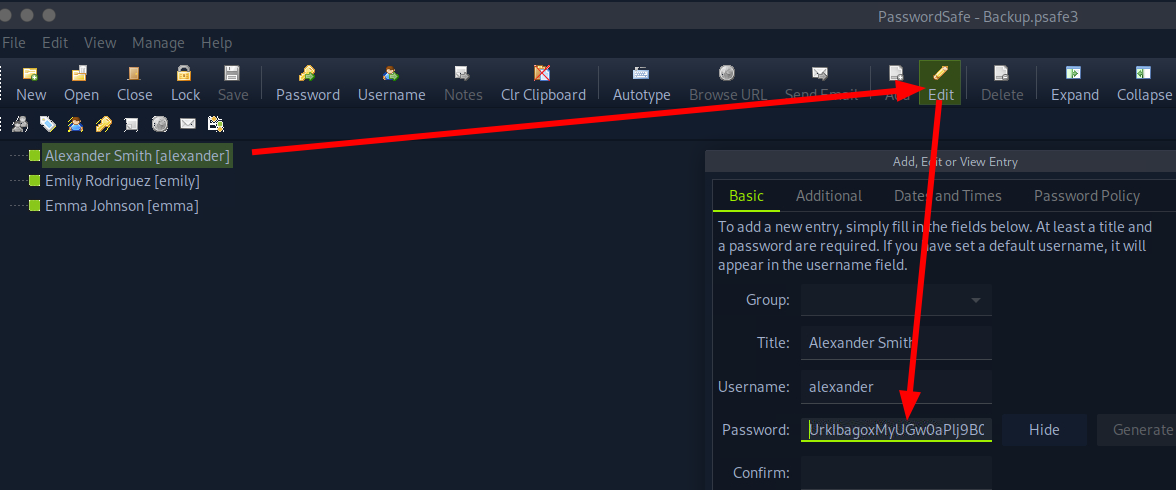 PasswordSafe - Backup.psafe3
File Edit View Manage Help
New Open Close Lock Save Password Username Notes Clr Clipboard Autotype Browse URL Send Email Add Edit Delete Expand Collapse
Alexander Smith [alexander]
Emily Rodriguez [emily]
Emma Johnson [emma]
Add, Edit or View Entry
Basic Additional Dates and Times Password Policy
To add a new entry, simply fill in the fields below. At least a title and
a password are required. If you have set a default username, it will
appear in the username field.
Group:
Title: Alexander Smith
Username: alexander
Password: UrkIbagoxMyUGw0aPlj9B Hide Generate
Confirm: